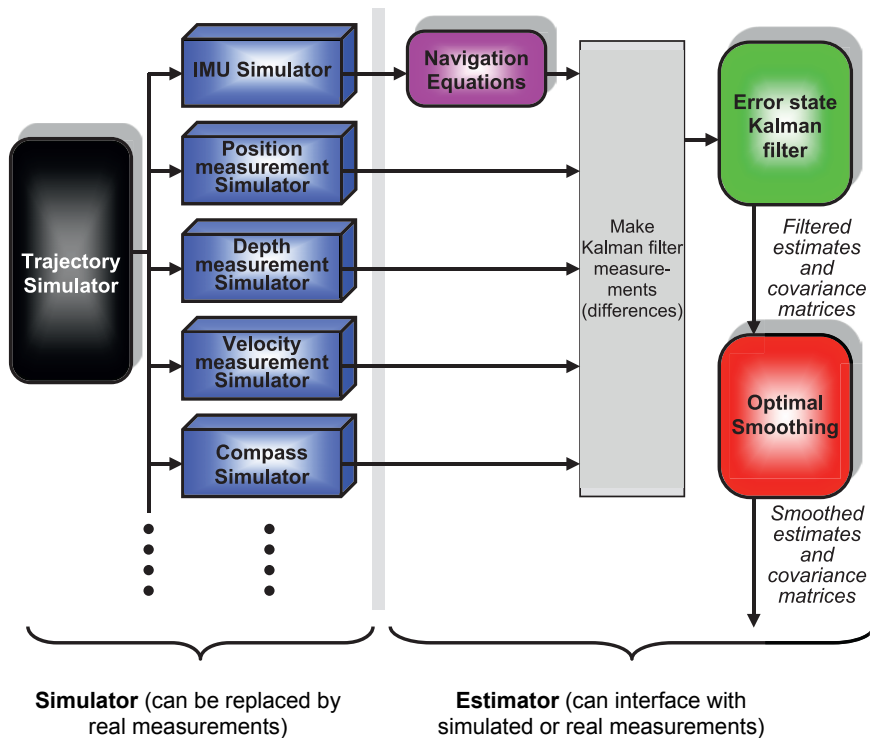 Trajectory
Simulator
IMU Simulator
Position
measurement
Simulator
Depth
measurement
Simulator
Velocity
measurement
Simulator
Compass
Simulator
Navigation
Equations
Make
Kalman filter
measure-
ments
(differences)
Error state
Kalman
filter
Filtered
estimates
and
covariance
matrices
Optimal
Smoothing
Smoothed
estimates
and
covariance
matrices
Simulator (can be replaced by
real measurements)
Estimator (can interface with
simulated or real measurements)